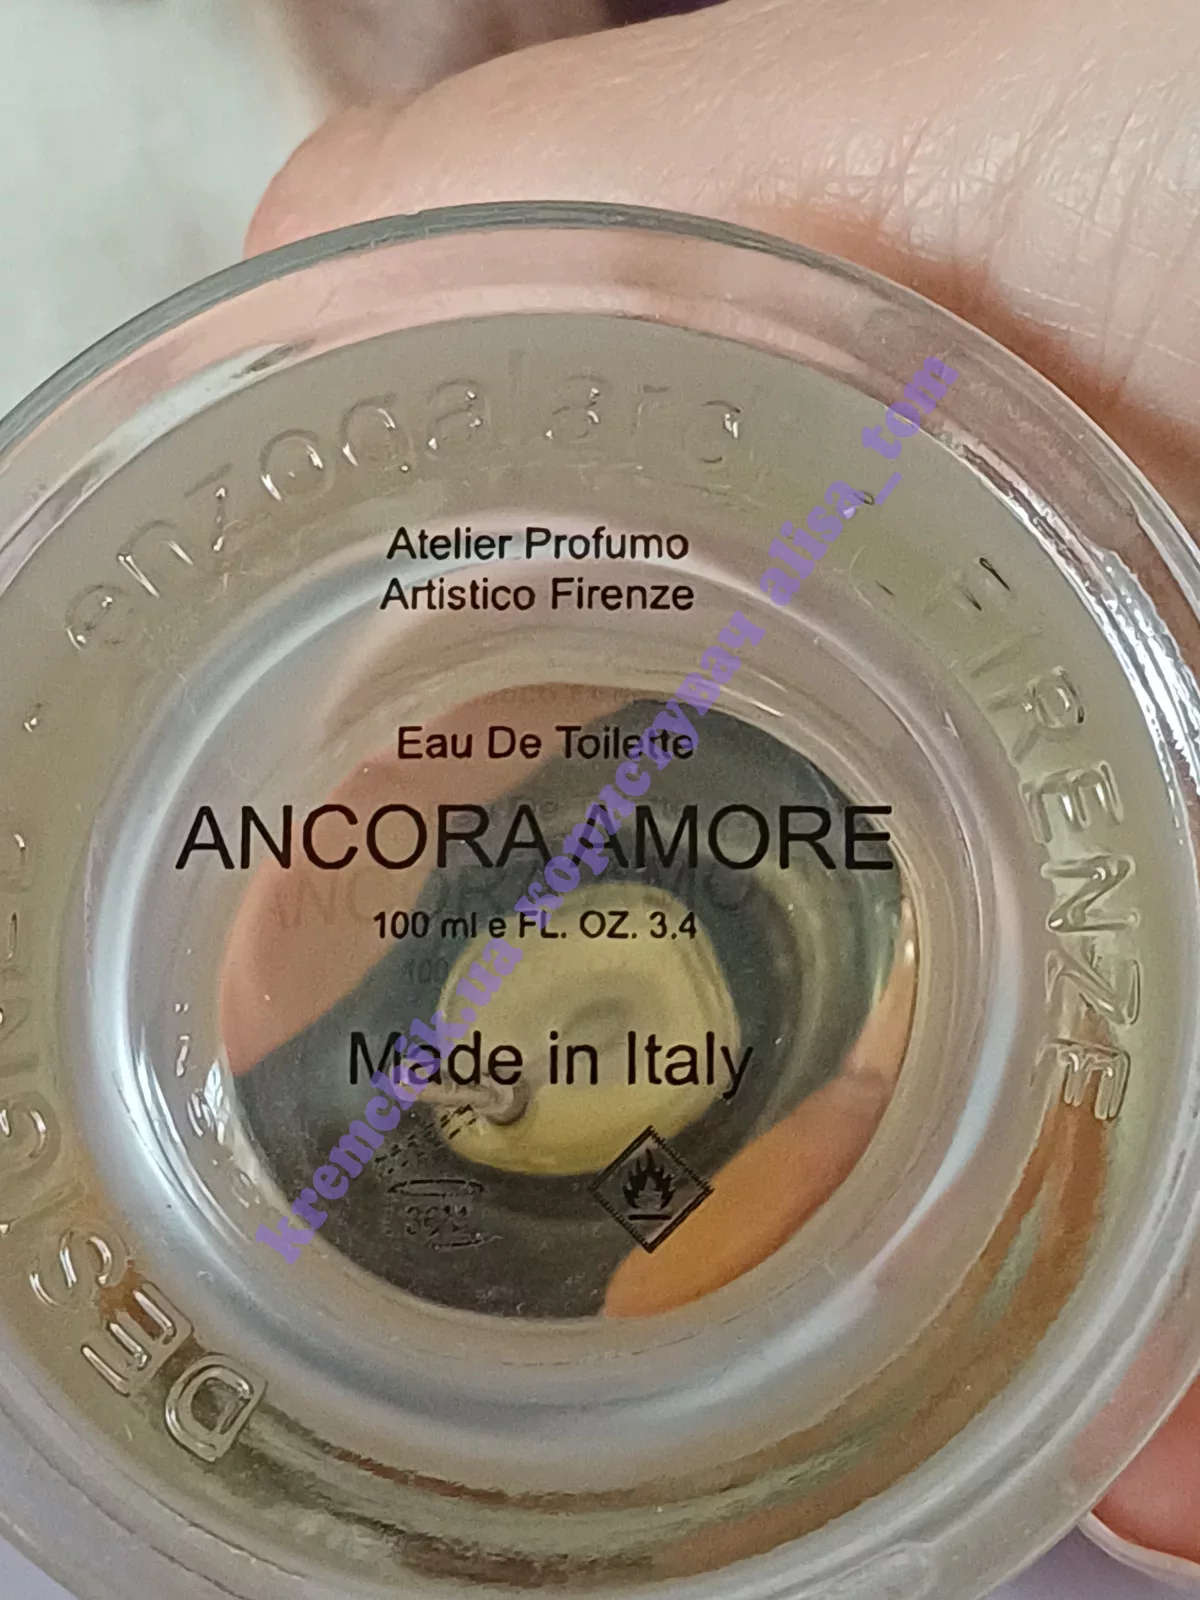 enzogalardi
FIRENZE
DESIGNED
Atelier Profumo
Artistico Firenze
Eau De Toilette
ANCORA AMORE
100 ml e FL. OZ. 3.4
Made in Italy
36 M
kremchik.ua користувач alisa_tom